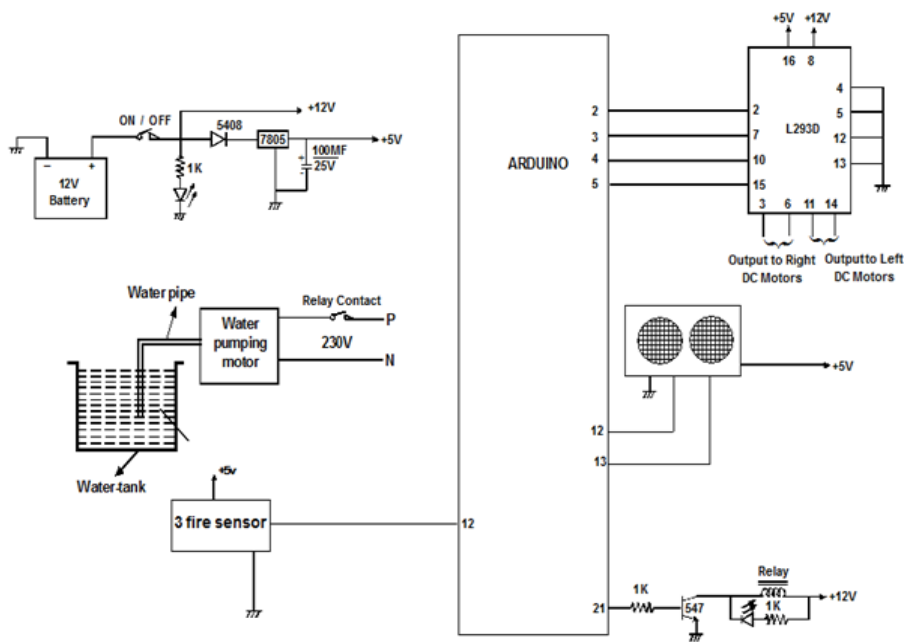 +5V +12V
16 8
ON / OFF
+12V
5408
7805
+5V
100MF
25V
1K
- +
12V
Battery
ARDUINO
2
3
4
5
2
7
10
15
L293D
4
5
12
13
3 6 11 14
Output to Right
DC Motors
Output to Left
DC Motors
Water pipe
Water
pumping
motor
Relay Contact
P
230V
N
Water-tank
+5V
12
13
+5v
3 fire sensor
12
21
1K
547
Relay
1K
+12V